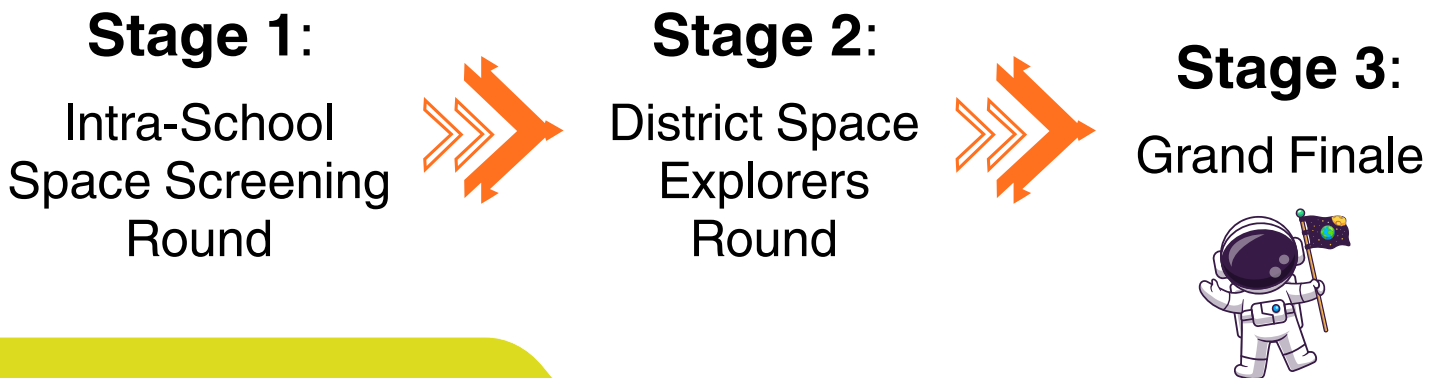 Stage 1:
Intra-School
Space Screening
Round
Stage 2:
District Space
Explorers
Round
Stage 3:
Grand Finale